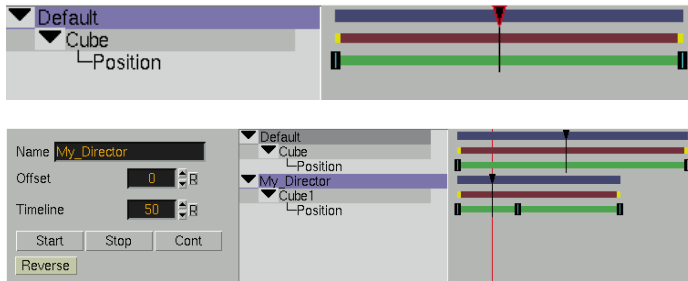 Default
Cube
Position
Name My_Director
Offset 0 R
Timeline 50 R
Start Stop Cont
Reverse
Default
Cube
Position
My_Director
Cube1
Position